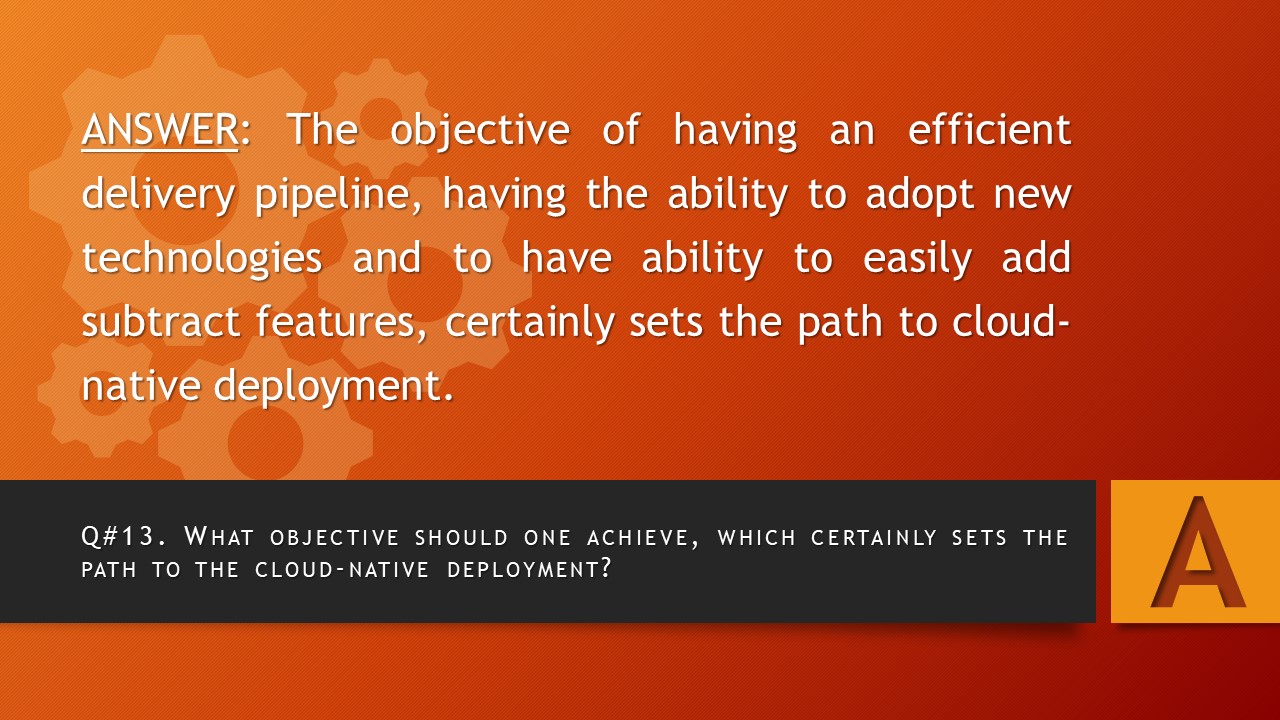 ANSWER: The objective of having an efficient
delivery pipeline, having the ability to adopt new
technologies and to have ability to easily add
subtract features, certainly sets the path to cloud-
native deployment.
Q#13. What objective should one achieve, which certainly sets the
path to the cloud-native deployment?
A